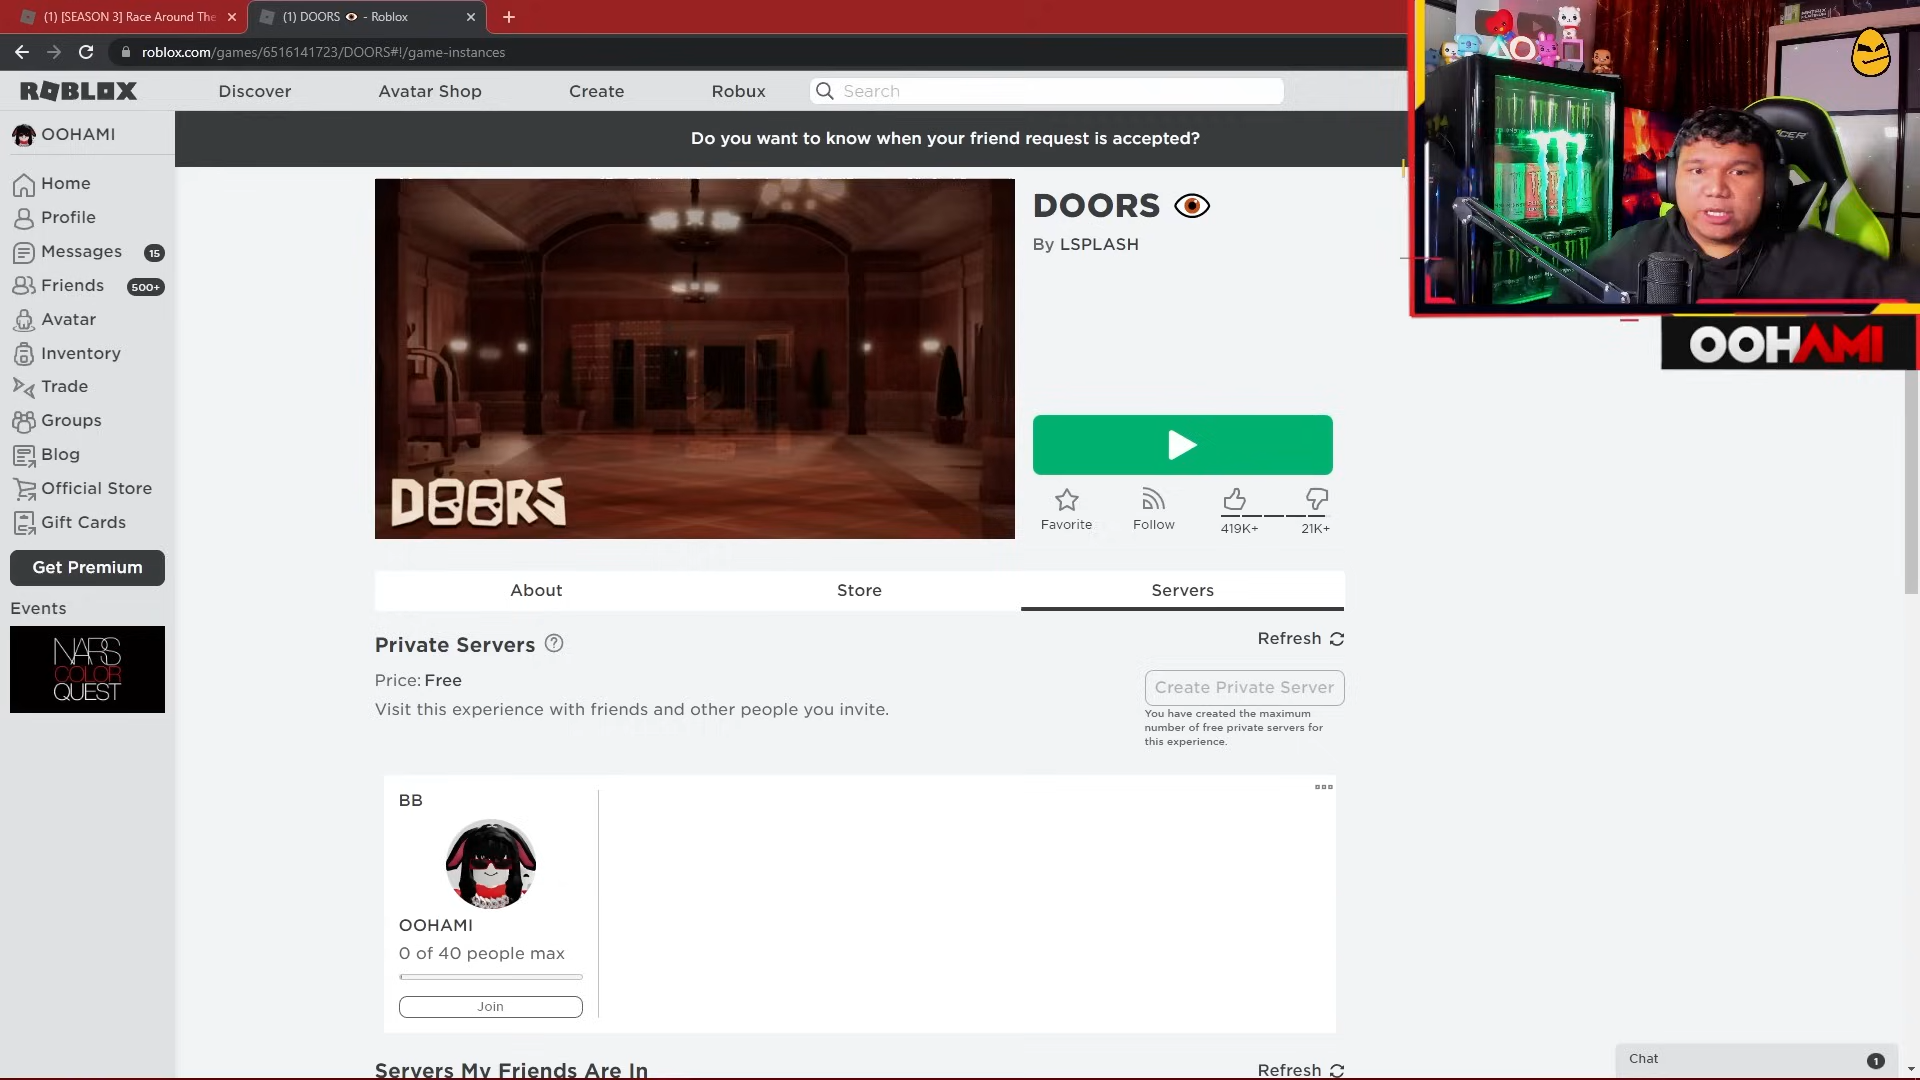 (1) [SEASON 3] Race Around The
(1) DOORS 👁 - Roblox
roblox.com/games/6516141723/DOORS#!/game-instances
ROBLOX
Discover
Avatar Shop
Create
Robux
Search
OOHAMI
Do you want to know when your friend request is accepted?
Home
Profile
Messages 15
Friends 500+
Avatar
Inventory
Trade
Groups
Blog
Official Store
Gift Cards
Get Premium
Events
NARS
COLOR
QUEST
DOORS
DOORS 👁
By LSPLASH
Favorite
Follow
419K+
21K+
About
Store
Servers
Private Servers
Refresh
Price: Free
Visit this experience with friends and other people you invite.
Create Private Server
You have created the maximum
number of free private servers for
this experience.
BB
OOHAMI
0 of 40 people max
Join
Servers My Friends Are In
Refresh
Chat
1
OOHAMI